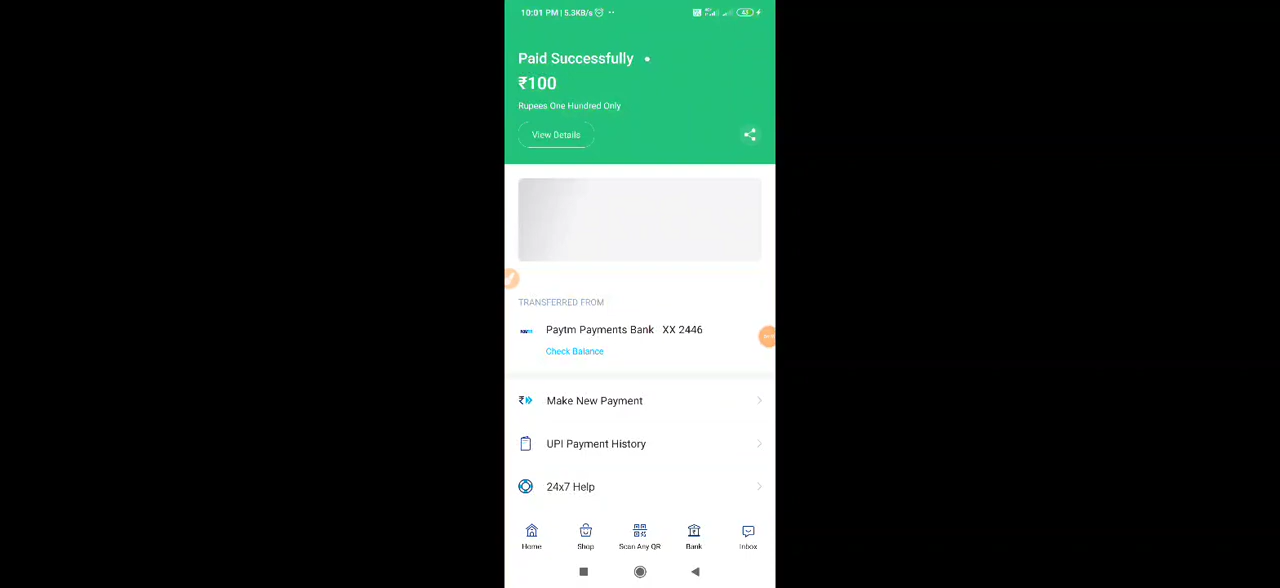 10:01 PM | 5.3KB/s
Paid Successfully
₹100
Rupees One Hundred Only
View Details
TRANSFERRED FROM
Paytm Payments Bank XX 2446
Check Balance
Make New Payment
UPI Payment History
24x7 Help
Home Shop Scan Any QR Bank Inbox